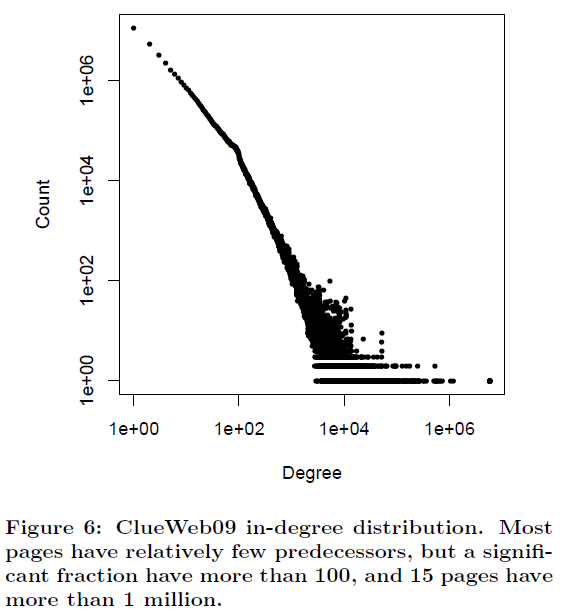 1e+06
1e+04
1e+02
1e+00
Count
1e+00 1e+02 1e+04 1e+06
Degree
Figure 6: ClueWeb09 in-degree distribution. Most
pages have relatively few predecessors, but a signifi-
cant fraction have more than 100, and 15 pages have
more than 1 million.